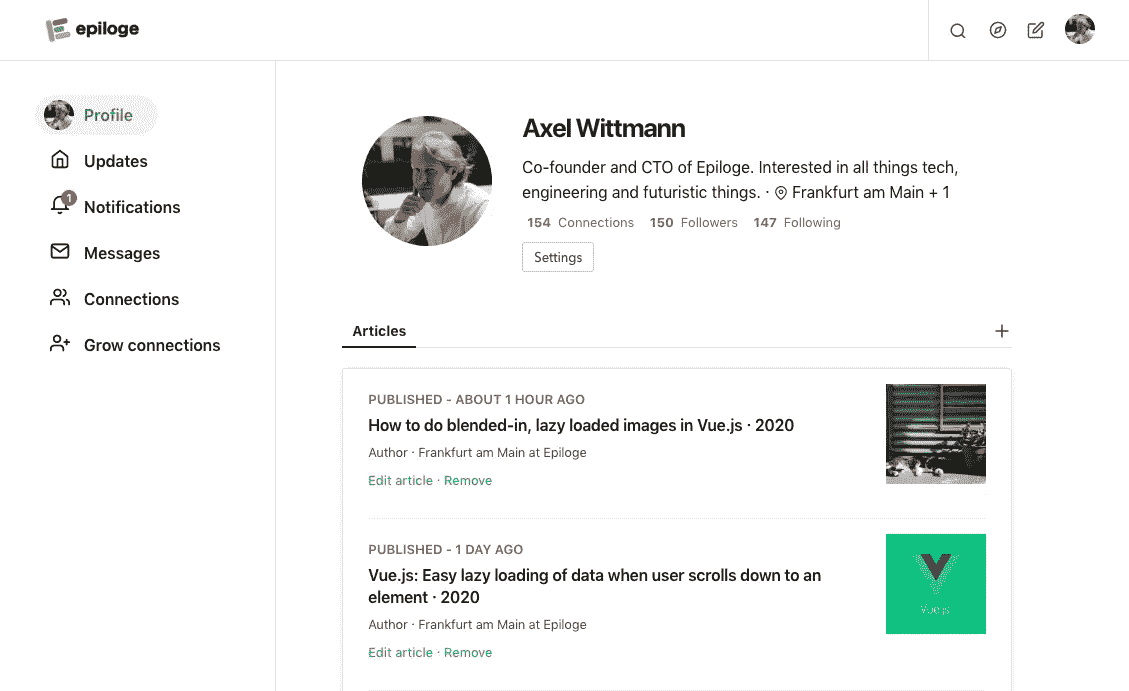 epiloge
Profile
Updates
1
Notifications
Messages
Connections
Grow connections
Axel Wittmann
Co-founder and CTO of Epiloge. Interested in all things tech,
engineering and futuristic things. · Frankfurt am Main + 1
154 Connections 150 Followers 147 Following
Settings
Articles
PUBLISHED - ABOUT 1 HOUR AGO
How to do blended-in, lazy loaded images in Vue.js · 2020
Author · Frankfurt am Main at Epiloge
Edit article · Remove
PUBLISHED - 1 DAY AGO
Vue.js: Easy lazy loading of data when user scrolls down to an
element · 2020
Author · Frankfurt am Main at Epiloge
Edit article · Remove
Vue.js